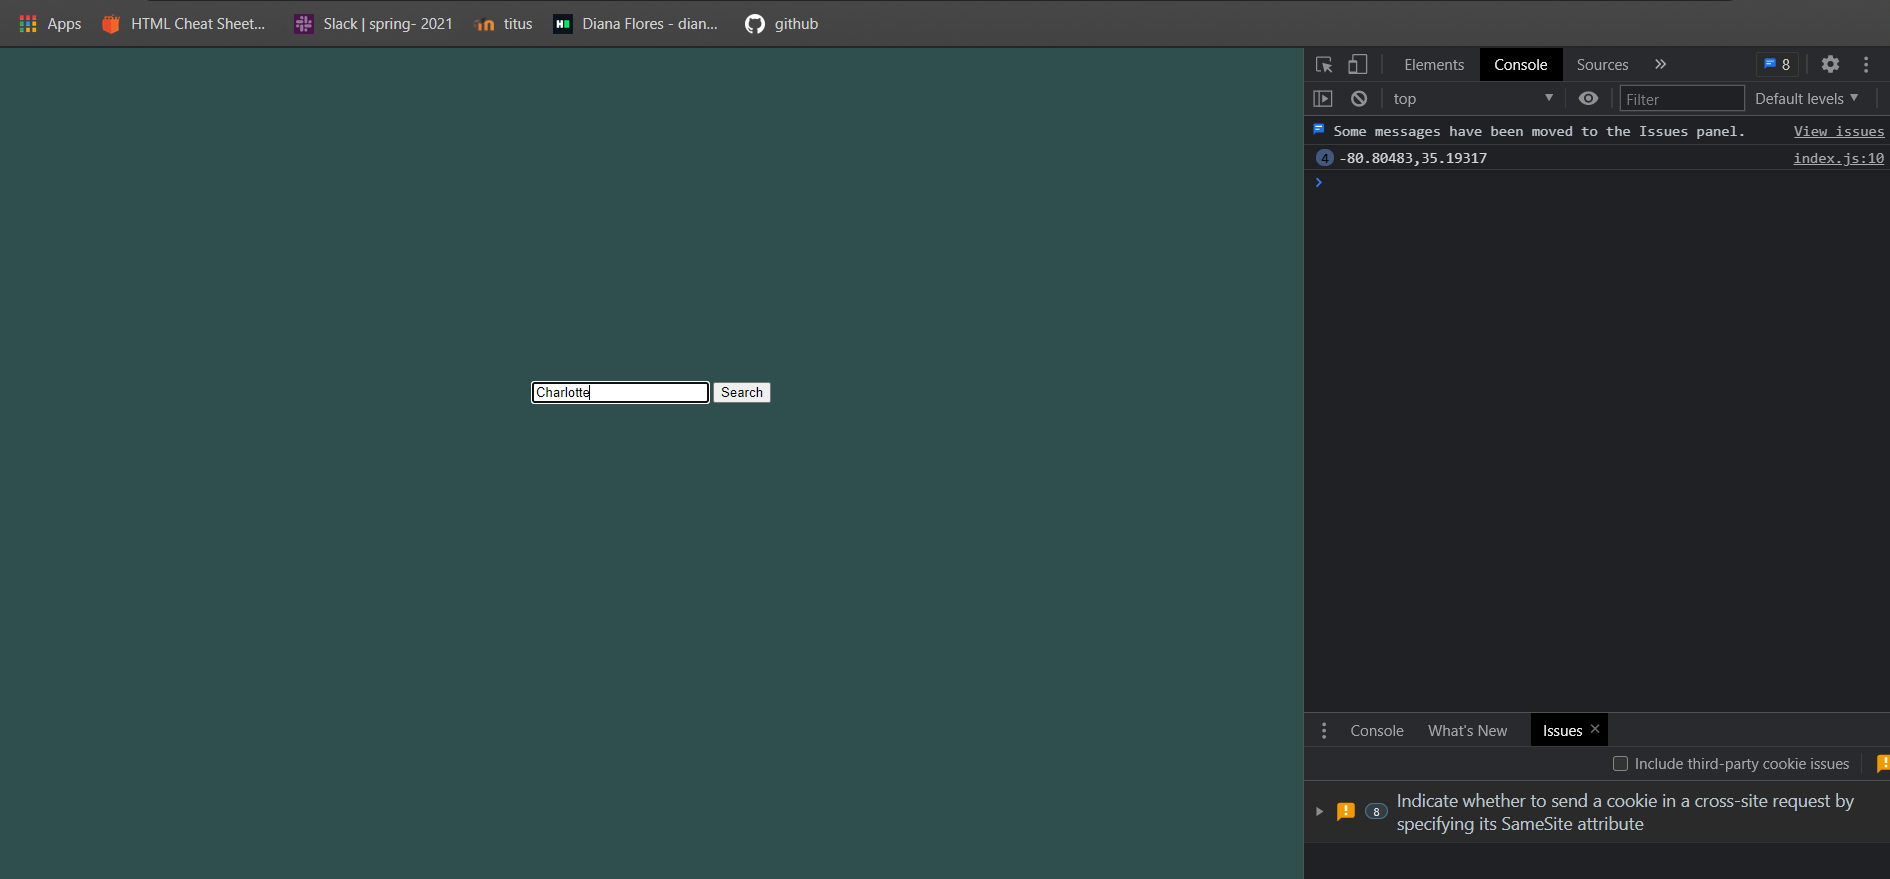 Apps HTML Cheat Sheet... Slack | spring- 2021 titus Diana Flores - dian... github
Elements Console Sources » 8
top Filter Default levels
Some messages have been moved to the Issues panel. View issues
4 -80.80483,35.19317 index.js:10
Charlotte Search
Console What's New Issues
Include third-party cookie issues
8 Indicate whether to send a cookie in a cross-site request by
specifying its SameSite attribute